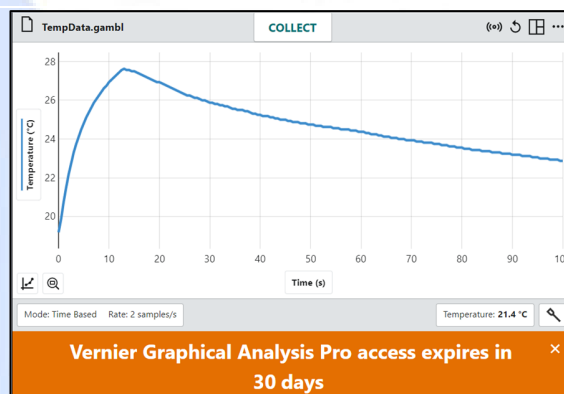 TempData.gambl
COLLECT
28
26
24
22
20
Temperature (°C)
0 10 20 30 40 50 60 70 80 90
Time (s)
Mode: Time Based Rate: 2 samples/s
Temperature: 21.4 °C
Vernier Graphical Analysis Pro access expires in
30 days